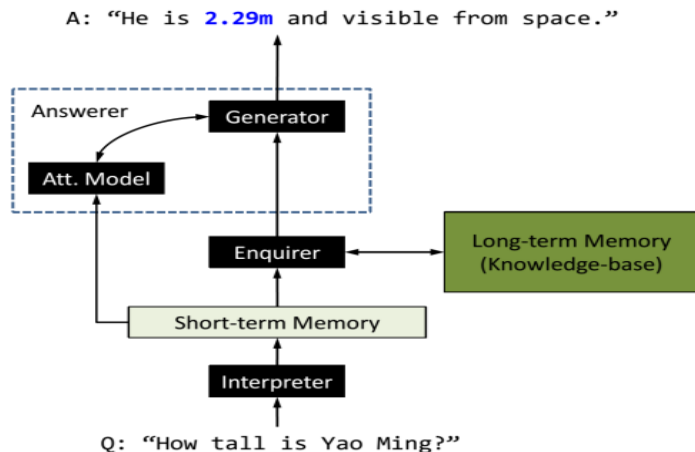 A: “He is 2.29m and visible from space.”
Answerer
Generator
Att. Model
Enquirer
Long-term Memory
(Knowledge-base)
Short-term Memory
Interpreter
Q: “How tall is Yao Ming?”